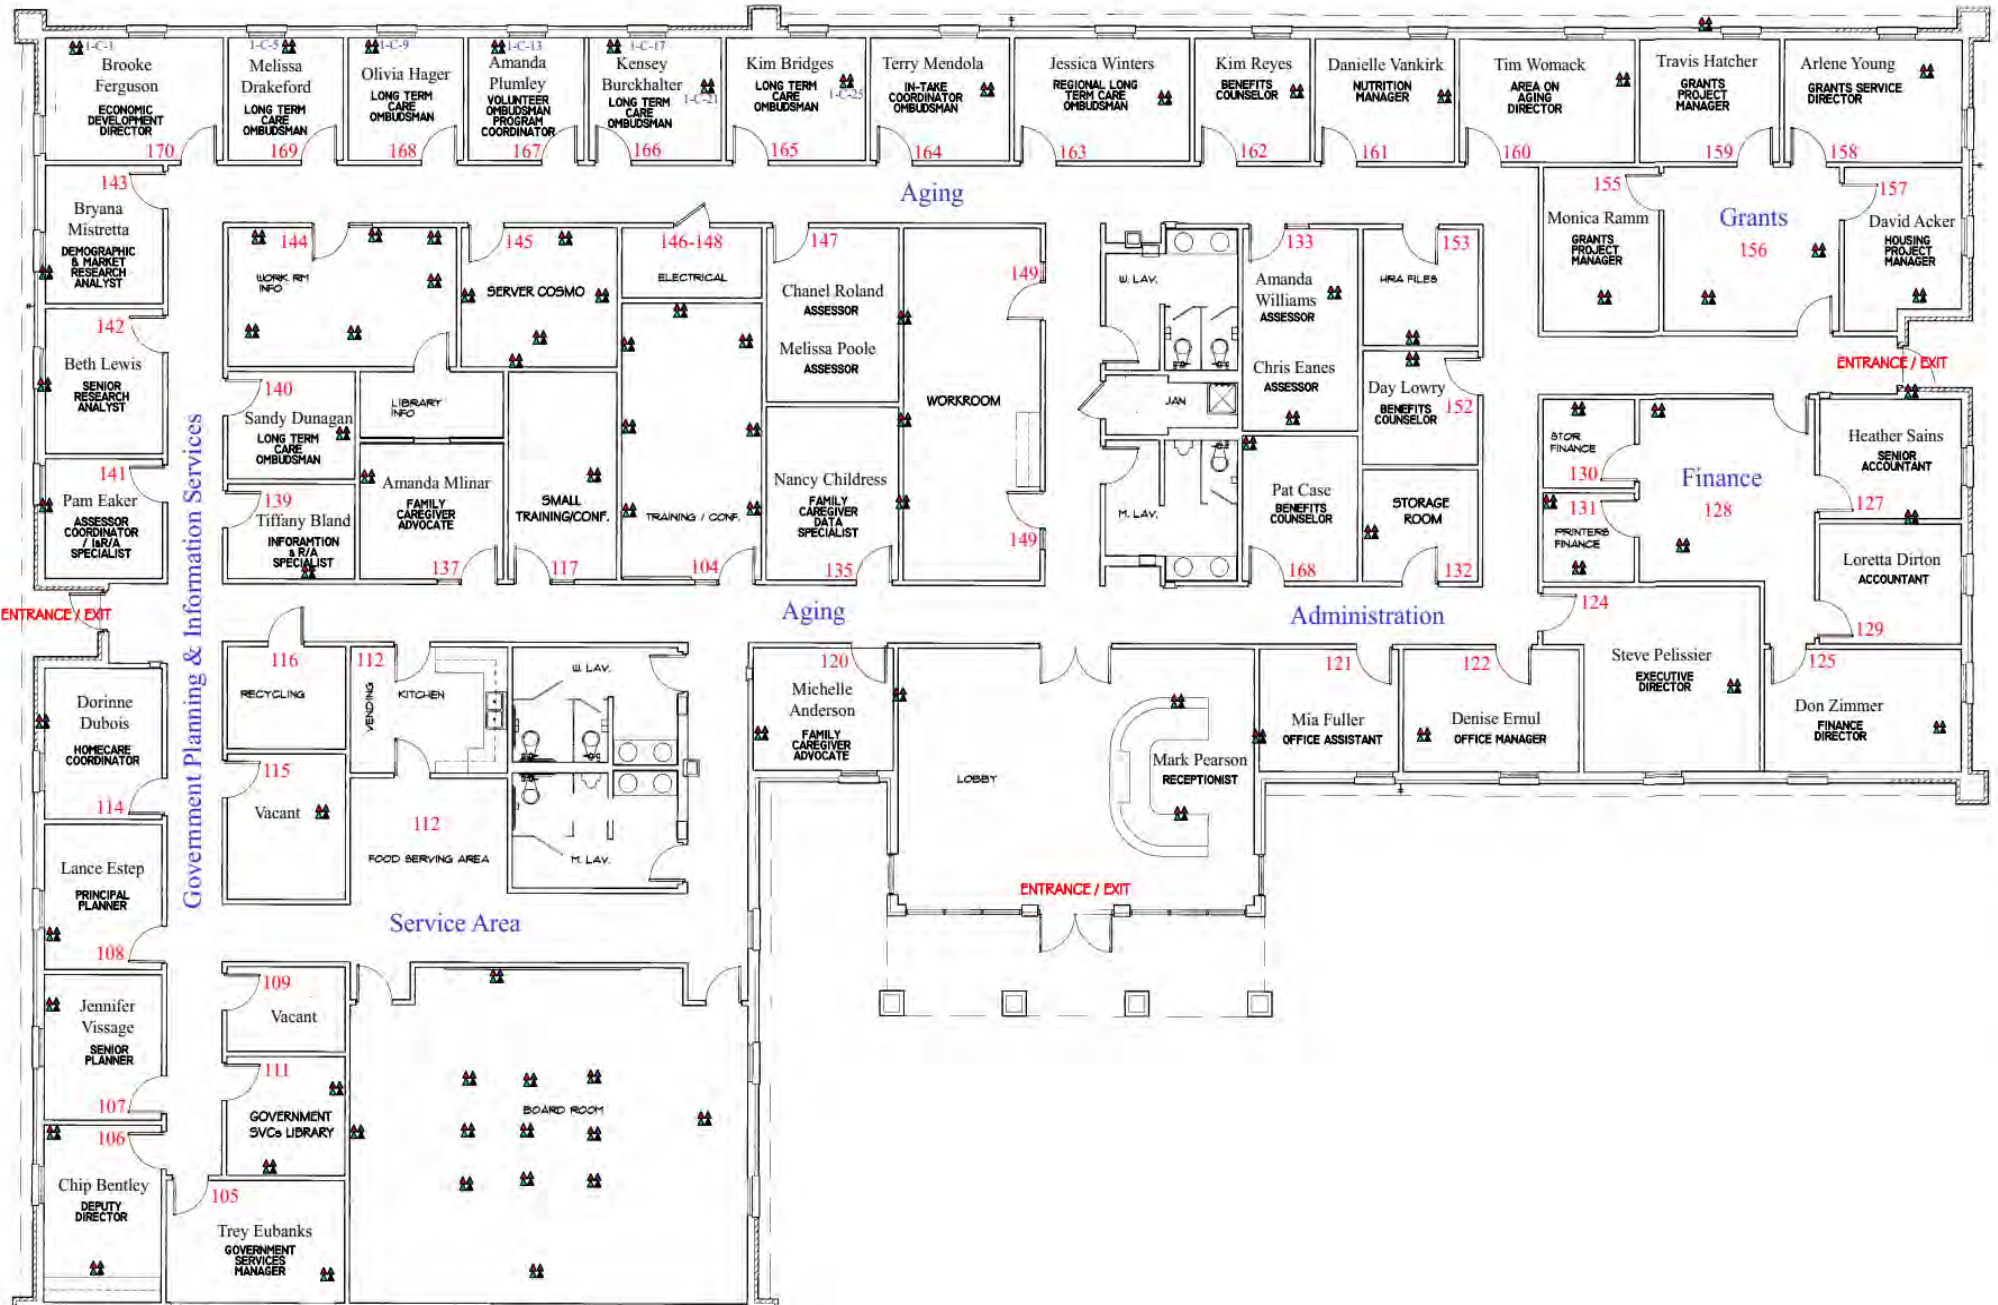 1-C-1
Brooke
Ferguson
ECONOMIC
DEVELOPMENT
DIRECTOR
170
1-C-5
Melissa
Drakeford
LONG TERM
CARE
OMBUDSMAN
169
1-C-9
Olivia Hager
LONG TERM
CARE
OMBUDSMAN
168
1-C-13
Amanda
Plumley
VOLUNTEER
OMBUDSMAN
PROGRAM
COORDINATOR
167
1-C-17
Kensey
Burckhalter
1-C-21
LONG TERM
CARE
OMBUDSMAN
166
Kim Bridges
LONG TERM
CARE
OMBUDSMAN
1-C-25
165
Terry Mendola
IN-TAKE
COORDINATOR
OMBUDSMAN
164
Jessica Winters
REGIONAL LONG
TERM CARE
OMBUDSMAN
163
Kim Reyes
BENEFITS
COUNSELOR
162
Danielle Vankirk
NUTRITION
MANAGER
161
Tim Womack
AREA ON
AGING
DIRECTOR
160
Travis Hatcher
GRANTS
PROJECT
MANAGER
159
Arlene Young
GRANTS SERVICE
DIRECTOR
158
143
Bryana
Mistretta
DEMOGRAPHIC
& MARKET
RESEARCH
ANALYST
Aging
155
Monica Ramm
GRANTS
PROJECT
MANAGER
Grants
156
157
David Acker
HOUSING
PROJECT
MANAGER
144
WORK RM
INFO
145
SERVER COSMO
146-148
ELECTRICAL
147
Chanel Roland
ASSESSOR
Melissa Poole
ASSESSOR
149
WORKROOM
149
W. LAV.
JAN
M. LAV.
133
Amanda
Williams
ASSESSOR
Chris Eanes
ASSESSOR
153
HRA FILES
Day Lowry
BENEFITS
COUNSELOR
152
ENTRANCE / EXIT
142
Beth Lewis
SENIOR
RESEARCH
ANALYST
Government Planning & Information Services
140
Sandy Dunagan
LONG TERM
CARE
OMBUDSMAN
LIBRARY
INFO
139
Tiffany Bland
INFORAMTION
& R/A
SPECIALIST
Amanda Mlinar
FAMILY
CAREGIVER
ADVOCATE
137
SMALL
TRAINING/CONF.
117
TRAINING / CONF.
104
Nancy Childress
FAMILY
CAREGIVER
DATA
SPECIALIST
135
Pat Case
BENEFITS
COUNSELOR
168
STORAGE
ROOM
132
STOR
FINANCE
130
131
PRINTERS
FINANCE
Finance
128
Heather Sains
SENIOR
ACCOUNTANT
127
Loretta Dirton
ACCOUNTANT
129
141
Pam Eaker
ASSESSOR
COORDINATOR
/ I&R/A
SPECIALIST
ENTRANCE / EXIT
Aging
Administration
124
Steve Pelissier
EXECUTIVE
DIRECTOR
125
Don Zimmer
FINANCE
DIRECTOR
Dorinne
Dubois
HOMECARE
COORDINATOR
114
116
RECYCLING
112
VENDING
KITCHEN
W. LAV.
120
Michelle
Anderson
FAMILY
CAREGIVER
ADVOCATE
LOBBY
Mark Pearson
RECEPTIONIST
121
Mia Fuller
OFFICE ASSISTANT
122
Denise Ernul
OFFICE MANAGER
115
Vacant
112
FOOD SERVING AREA
M. LAV.
ENTRANCE / EXIT
Lance Estep
PRINCIPAL
PLANNER
108
Service Area
Jennifer
Vissage
SENIOR
PLANNER
107
109
Vacant
111
GOVERNMENT
SVCs LIBRARY
BOARD ROOM
106
Chip Bentley
DEPUTY
DIRECTOR
105
Trey Eubanks
GOVERNMENT
SERVICES
MANAGER